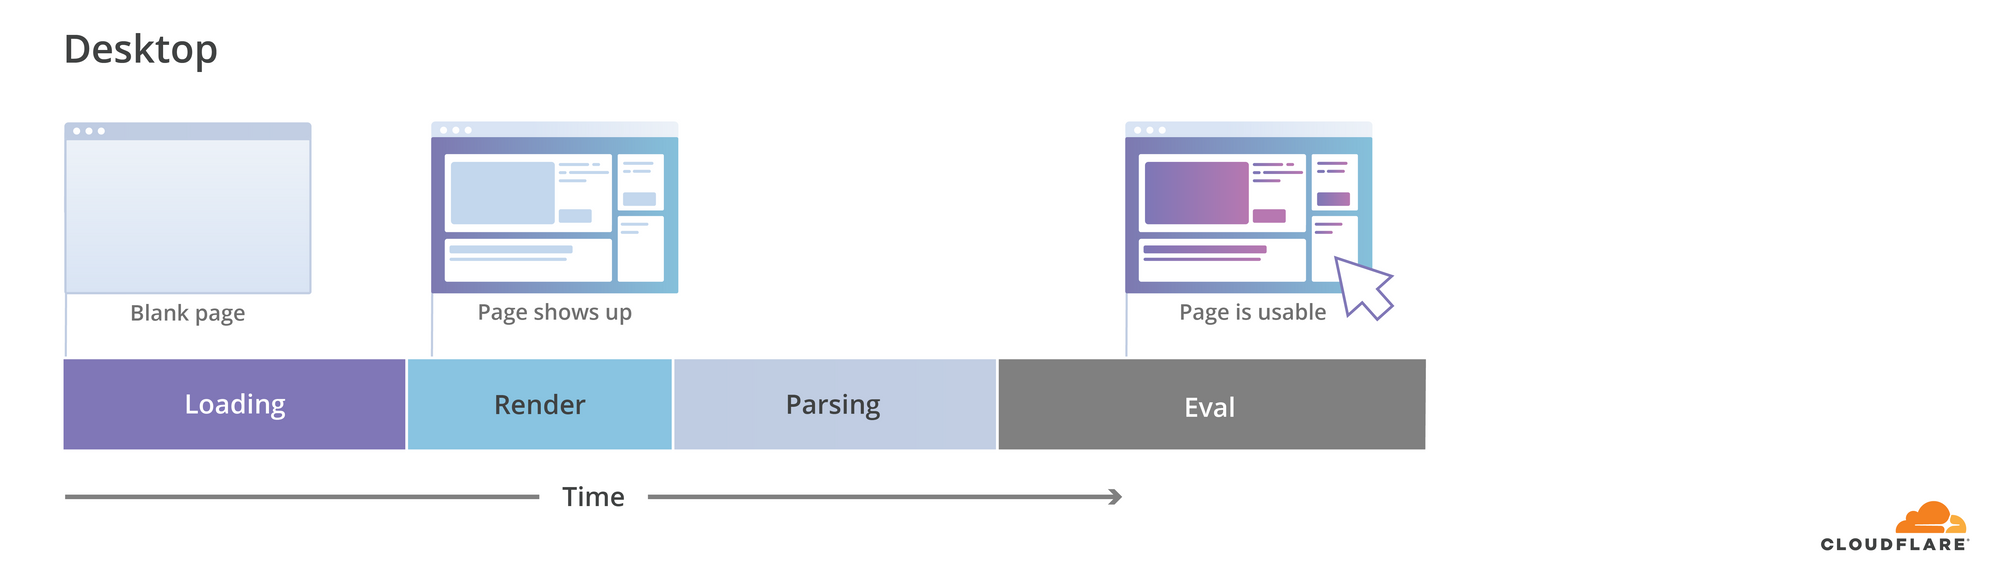 Desktop
Blank page
Page shows up
Page is usable
Loading
Render
Parsing
Eval
Time
CLOUDFLARE